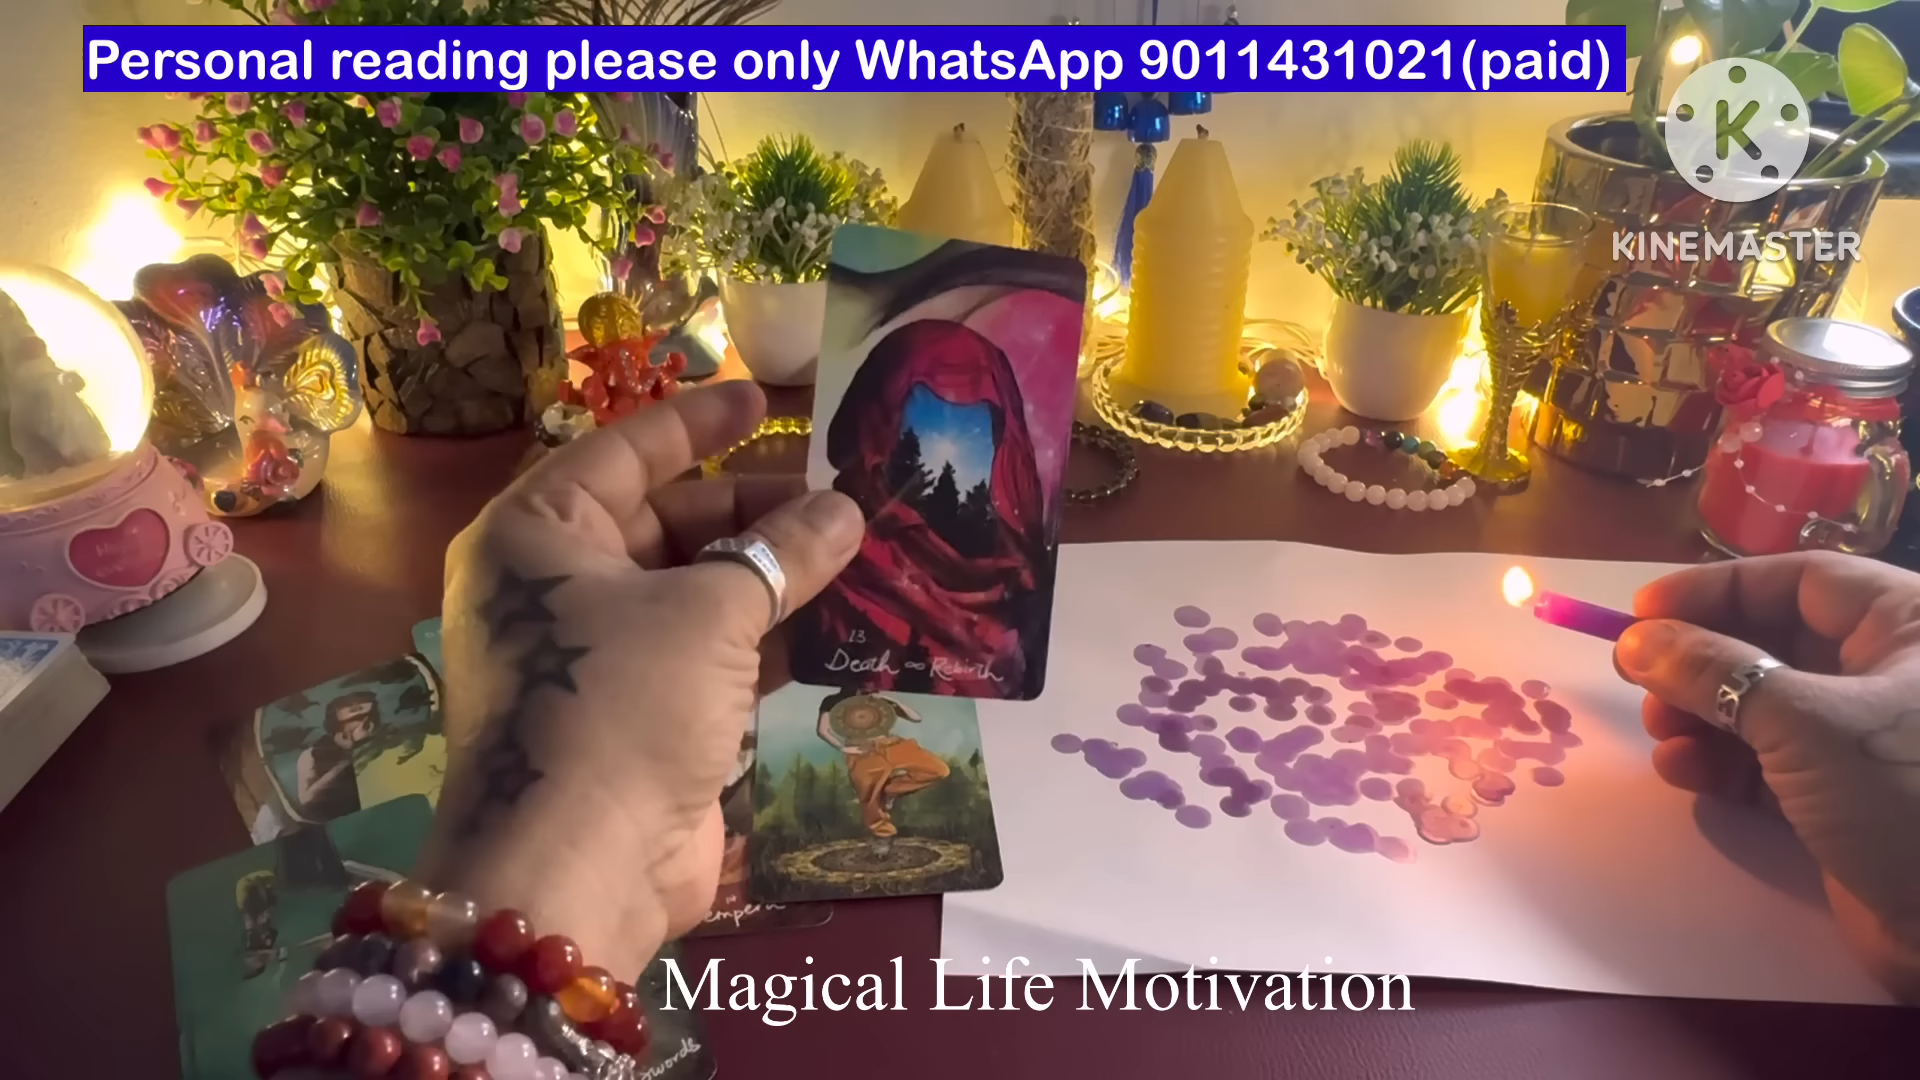 Personal reading please only WhatsApp 9011431021(paid)
K
KINEMASTER
13
Death ∞ Rebirth
Magical Life Motivation